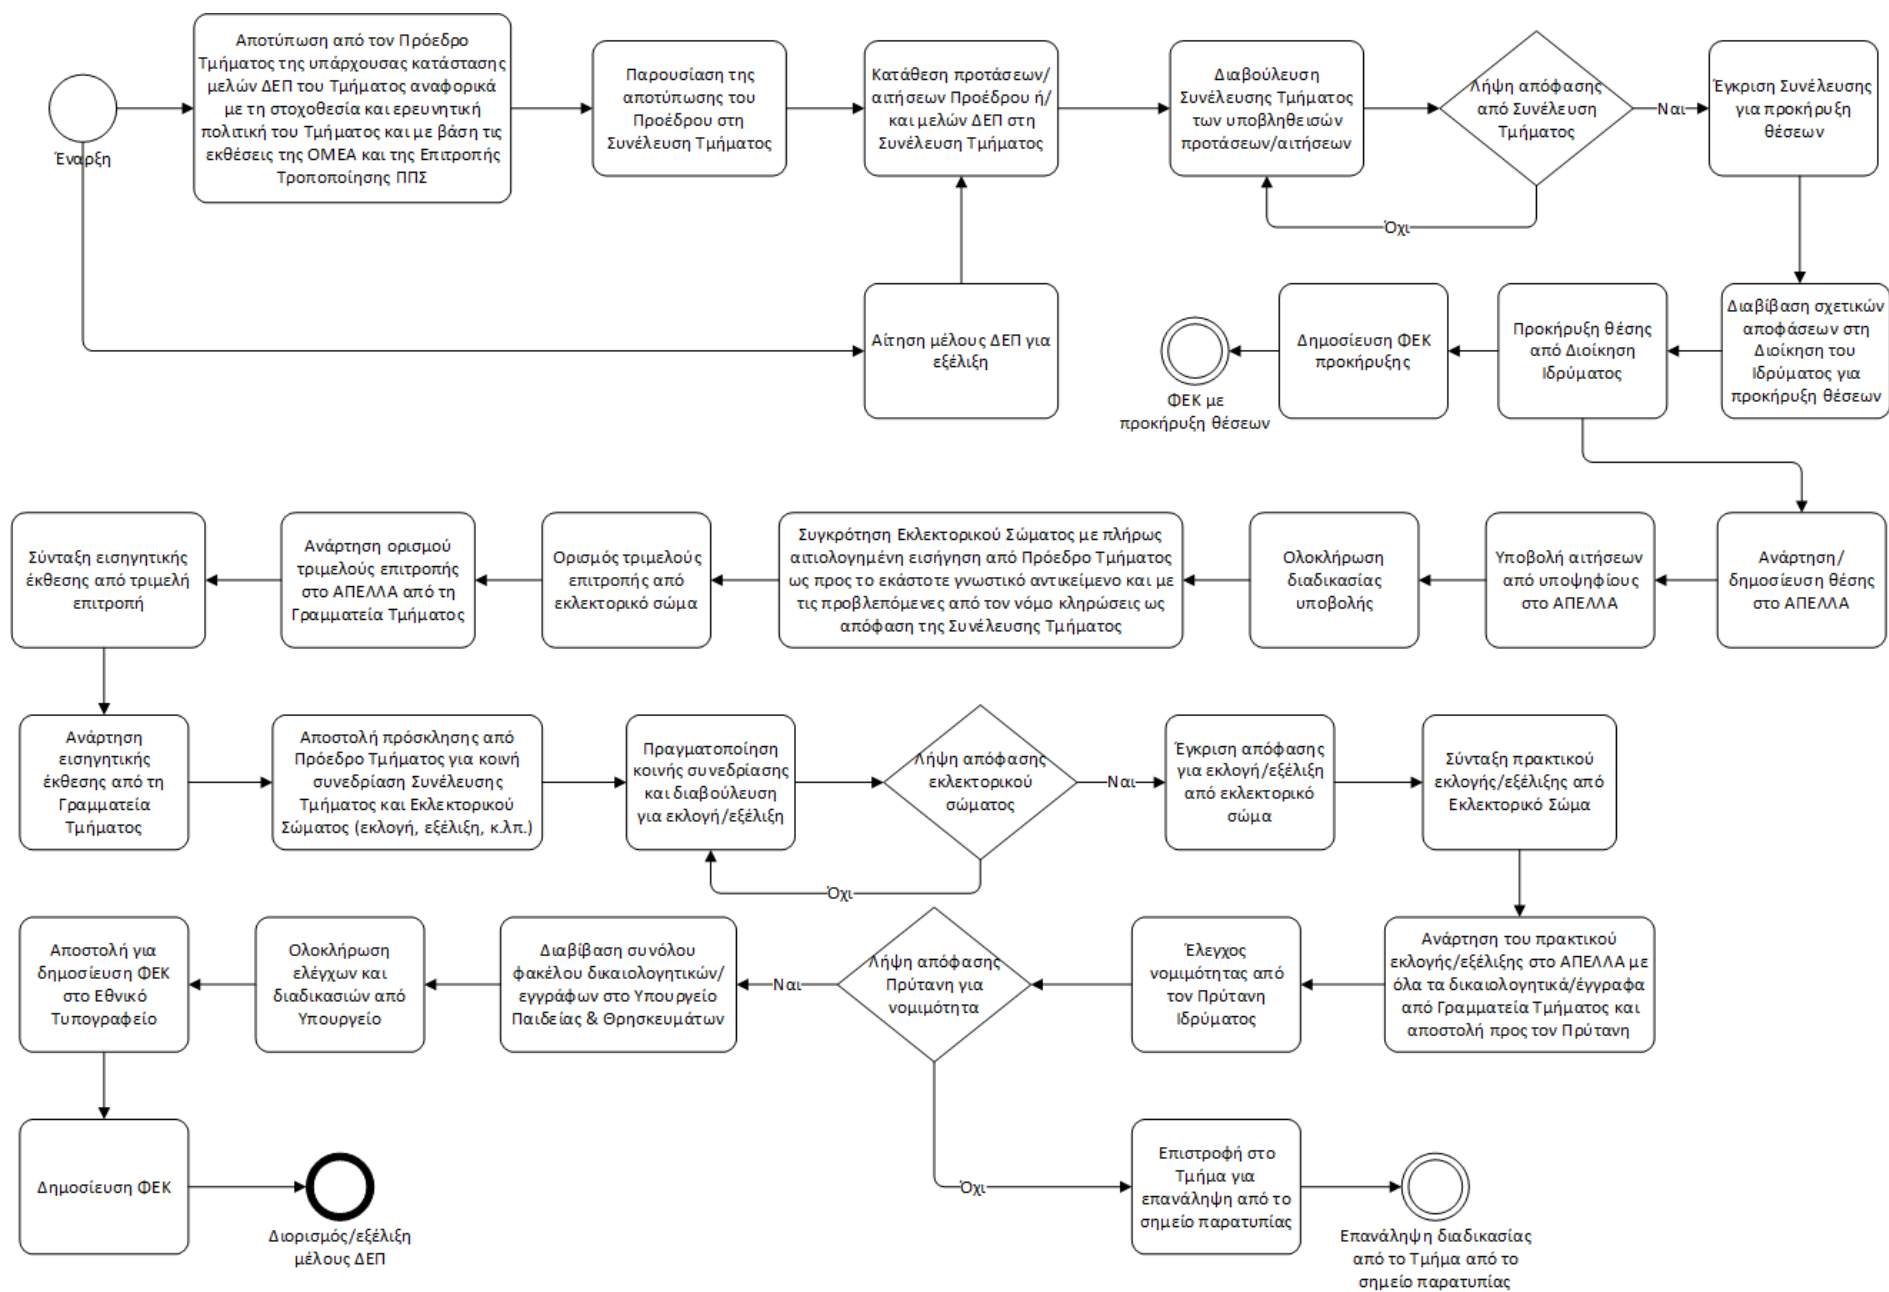 Έναρξη
Αποτύπωση από τον Πρόεδρο
Τμήματος της υπάρχουσας κατάστασης
μελών ΔΕΠ του Τμήματος αναφορικά
με τη στοχοθεσία και ερευνητική
πολιτική του Τμήματος και με βάση τις
εκθέσεις της ΟΜΕΑ και της Επιτροπής
Τροποποίησης ΠΠΣ
Παρουσίαση της
αποτύπωσης του
Προέδρου στη
Συνέλευση Τμήματος
Κατάθεση προτάσεων/
αιτήσεων Προέδρου ή/
και μελών ΔΕΠ στη
Συνέλευση Τμήματος
Διαβούλευση
Συνέλευσης Τμήματος
των υποβληθεισών
προτάσεων/αιτήσεων
Λήψη απόφασης
από Συνέλευση
Τμήματος
Ναι
Όχι
Έγκριση Συνέλευσης
για προκήρυξη
θέσεων
Αίτηση μέλους ΔΕΠ για
εξέλιξη
ΦΕΚ με
προκήρυξη θέσεων
Δημοσίευση ΦΕΚ
προκήρυξης
Προκήρυξη θέσης
από Διοίκηση
Ιδρύματος
Διαβίβαση σχετικών
αποφάσεων στη
Διοίκηση του
Ιδρύματος για
προκήρυξη θέσεων
Σύνταξη εισηγητικής
έκθεσης από τριμελή
επιτροπή
Ανάρτηση ορισμού
τριμελούς επιτροπής
στο ΑΠΕΛΛΑ από τη
Γραμματεία Τμήματος
Ορισμός τριμελούς
επιτροπής από
εκλεκτορικό σώμα
Συγκρότηση Εκλεκτορικού Σώματος με πλήρως
αιτιολογημένη εισήγηση από Πρόεδρο Τμήματος
ως προς το εκάστοτε γνωστικό αντικείμενο και με
τις προβλεπόμενες από τον νόμο κληρώσεις ως
απόφαση της Συνέλευσης Τμήματος
Ολοκλήρωση
διαδικασίας
υποβολής
Υποβολή αιτήσεων
από υποψηφίους
στο ΑΠΕΛΛΑ
Ανάρτηση/
δημοσίευση θέσης
στο ΑΠΕΛΛΑ
Ανάρτηση
εισηγητικής
έκθεσης από τη
Γραμματεία
Τμήματος
Αποστολή πρόσκλησης από
Πρόεδρο Τμήματος για κοινή
συνεδρίαση Συνέλευσης
Τμήματος και Εκλεκτορικού
Σώματος (εκλογή, εξέλιξη, κ.λπ.)
Πραγματοποίηση
κοινής συνεδρίασης
και διαβούλευση
για εκλογή/εξέλιξη
Λήψη απόφασης
εκλεκτορικού
σώματος
Ναι
Όχι
Έγκριση απόφασης
για εκλογή/εξέλιξη
από εκλεκτορικό
σώμα
Σύνταξη πρακτικού
εκλογής/εξέλιξης από
Εκλεκτορικό Σώμα
Αποστολή για
δημοσίευση ΦΕΚ
στο Εθνικό
Τυπογραφείο
Ολοκλήρωση
ελέγχων και
διαδικασιών από
Υπουργείο
Διαβίβαση συνόλου
φακέλου δικαιολογητικών/
εγγράφων στο Υπουργείο
Παιδείας & Θρησκευμάτων
Ναι
Λήψη απόφασης
Πρύτανη για
νομιμότητα
Έλεγχος
νομιμότητας από
τον Πρύτανη
Ιδρύματος
Ανάρτηση του πρακτικού
εκλογής/εξέλιξης στο ΑΠΕΛΛΑ με
όλα τα δικαιολογητικά/έγγραφα
από Γραμματεία Τμήματος και
αποστολή προς τον Πρύτανη
Δημοσίευση ΦΕΚ
Διορισμός/εξέλιξη
μέλους ΔΕΠ
Όχι
Επιστροφή στο
Τμήμα για
επανάληψη από το
σημείο παρατυπίας
Επανάληψη διαδικασίας
από το Τμήμα από το
σημείο παρατυπίας